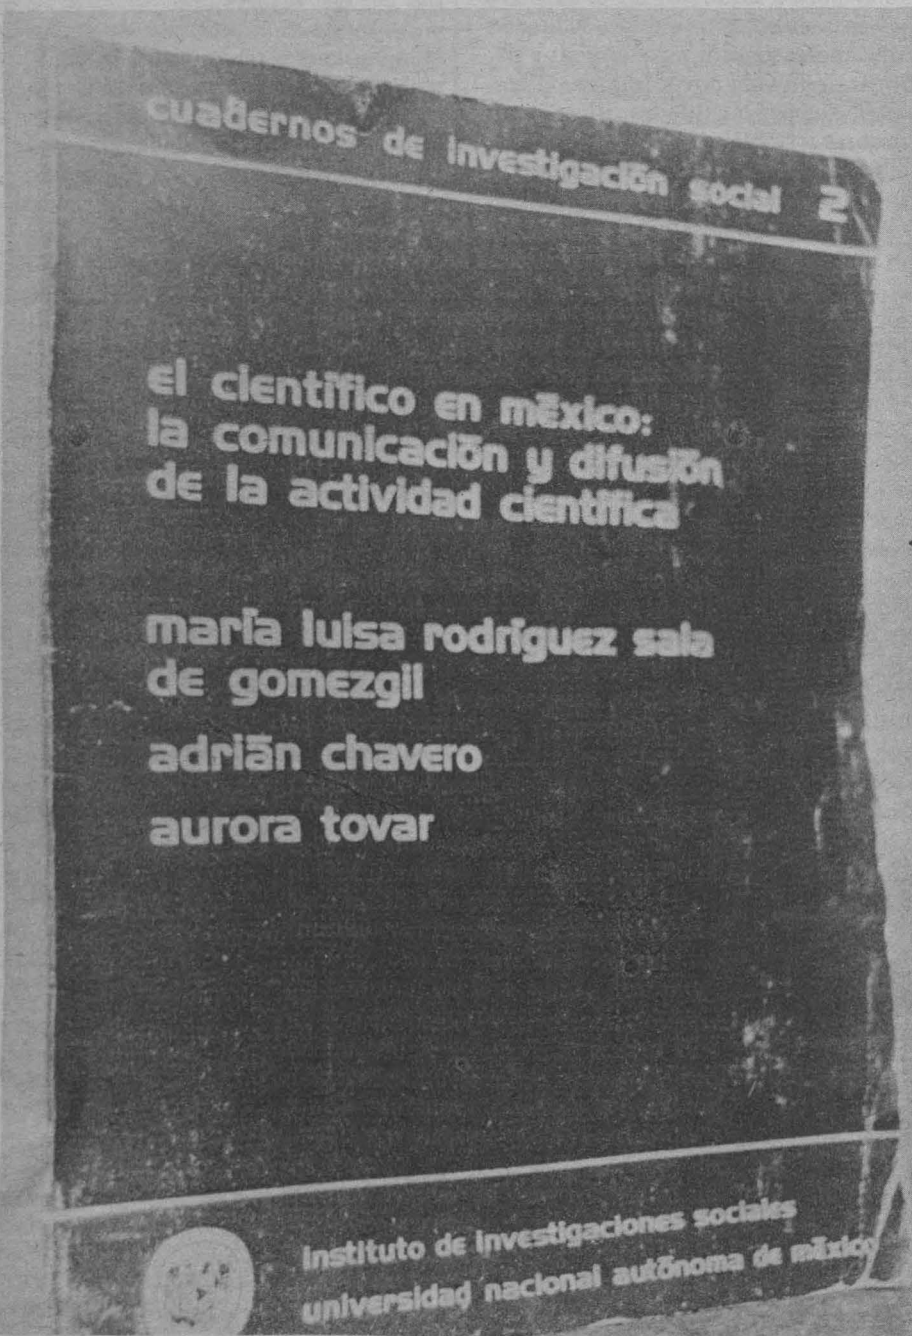 cuadernos de investigación social 2
el científico en méxico:
la comunicación y difusión
de la actividad científica
maría luisa rodríguez sala
de gomezgil
adrián chavero
aurora tovar
instituto de investigaciones sociales
universidad nacional autónoma de méxico